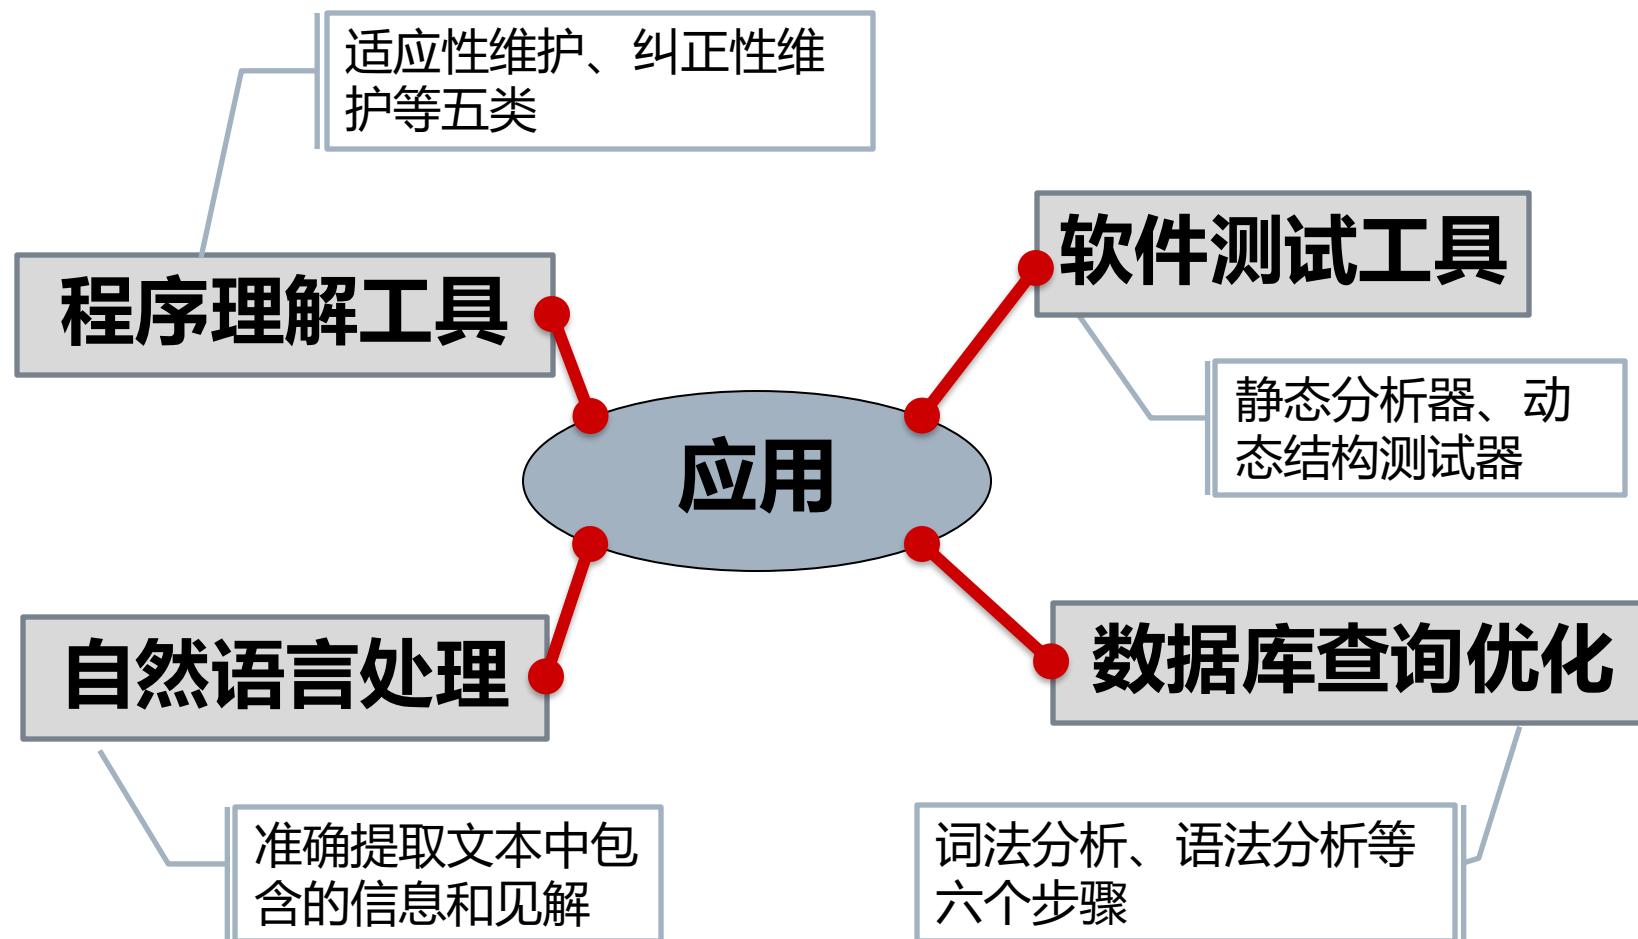 适应性维护、纠正性维
护等五类
程序理解工具
软件测试工具
静态分析器、动
态结构测试器
应用
自然语言处理
准确提取文本中包
含的信息和见解
数据库查询优化
词法分析、语法分析等
六个步骤